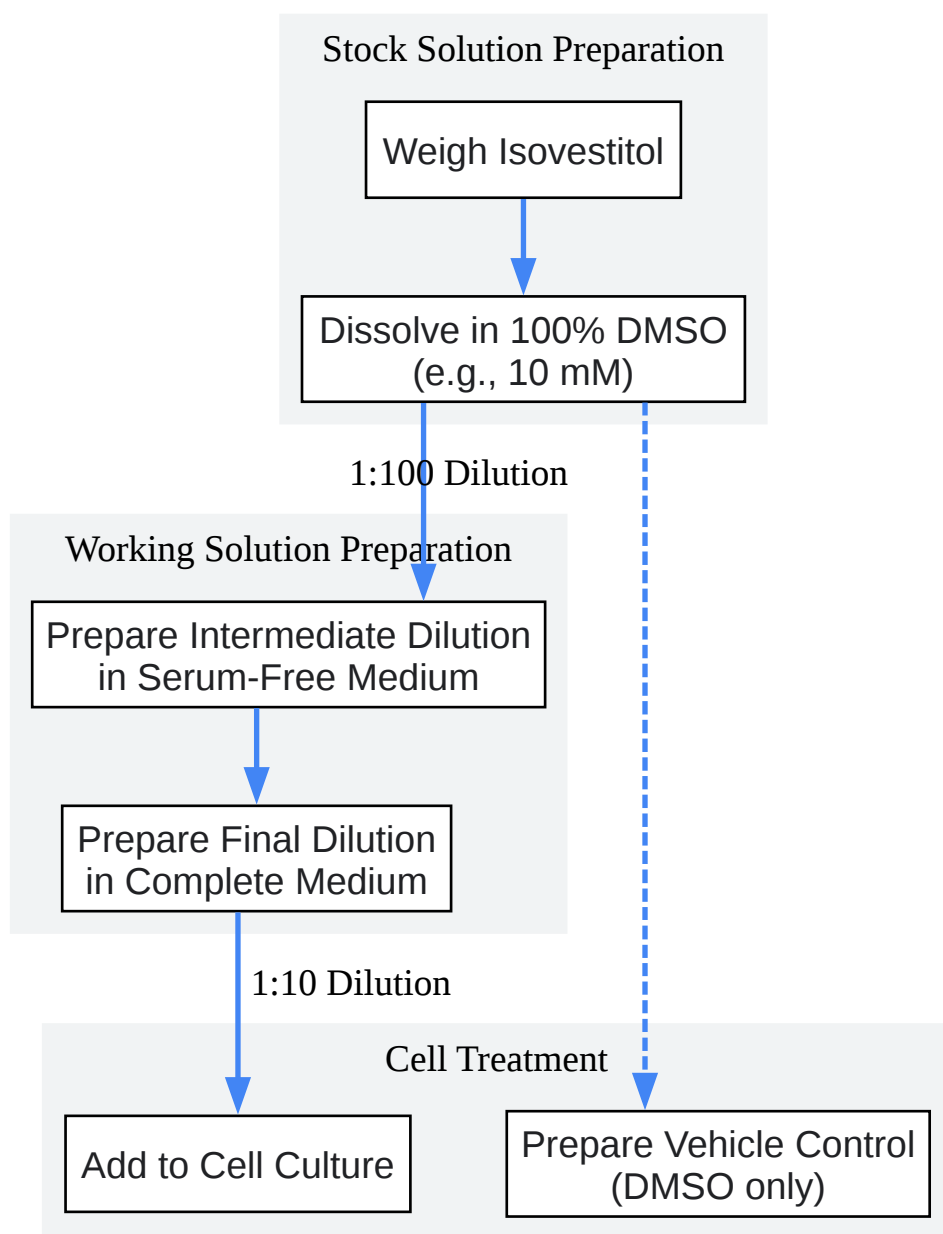 Stock Solution Preparation
Weigh Isovestitol
Dissolve in 100% DMSO
(e.g., 10 mM)
1:100 Dilution
Working Solution Preparation
Prepare Intermediate Dilution
in Serum-Free Medium
Prepare Final Dilution
in Complete Medium
1:10 Dilution
Cell Treatment
Add to Cell Culture
Prepare Vehicle Control
(DMSO only)